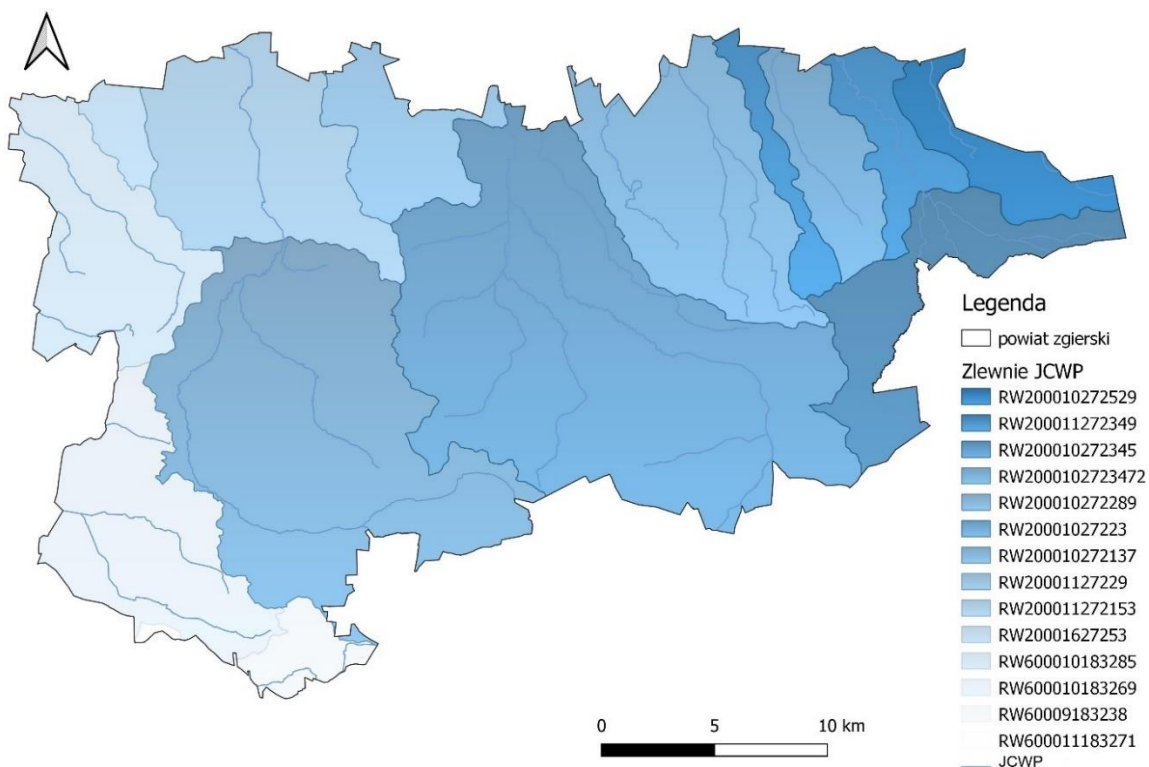 Legenda
powiat zgierski
Zlewnie JCWP
RW200010272529
RW200011272349
RW200010272345
RW2000102723472
RW200010272289
RW20001027223
RW200010272137
RW20001127229
RW200011272153
RW20001627253
RW600010183285
RW600010183269
RW60009183238
RW600011183271
JCWP
0 5 10 km